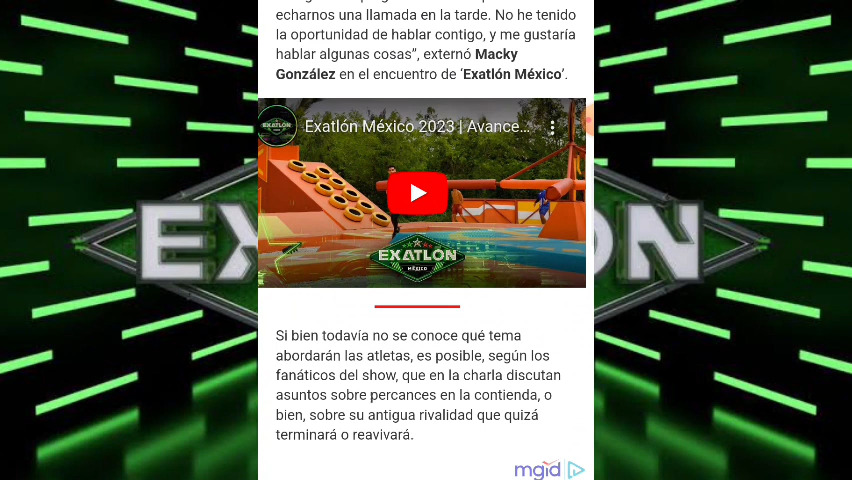 echarnos una llamada en la tarde. No he tenido
la oportunidad de hablar contigo, y me gustaría
hablar algunas cosas”, externó Macky
González en el encuentro de ‘Exatlón México’.
EXATLÓN
Exatlón México 2023 | Avance...
EXATLÓN
MÉXICO
EX
LÓN
Si bien todavía no se conoce qué tema
abordarán las atletas, es posible, según los
fanáticos del show, que en la charla discutan
asuntos sobre percances en la contienda, o
bien, sobre su antigua rivalidad que quizá
terminará o reavivará.
mgid